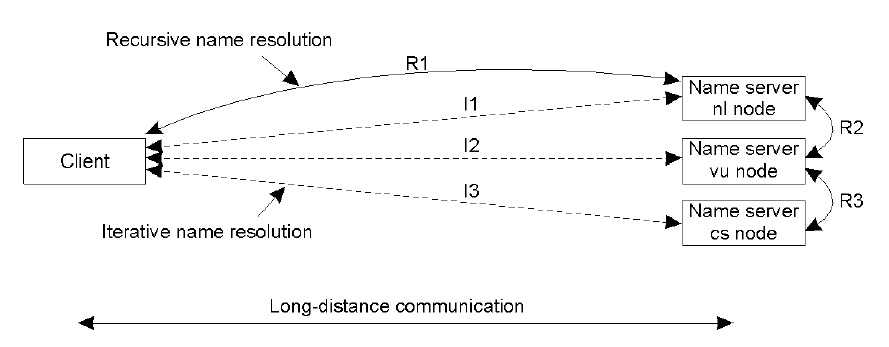 Recursive name resolution
R1
Name server
nl node
I1
R2
Client
I2
Name server
vu node
I3
R3
Name server
cs node
Iterative name resolution
Long-distance communication